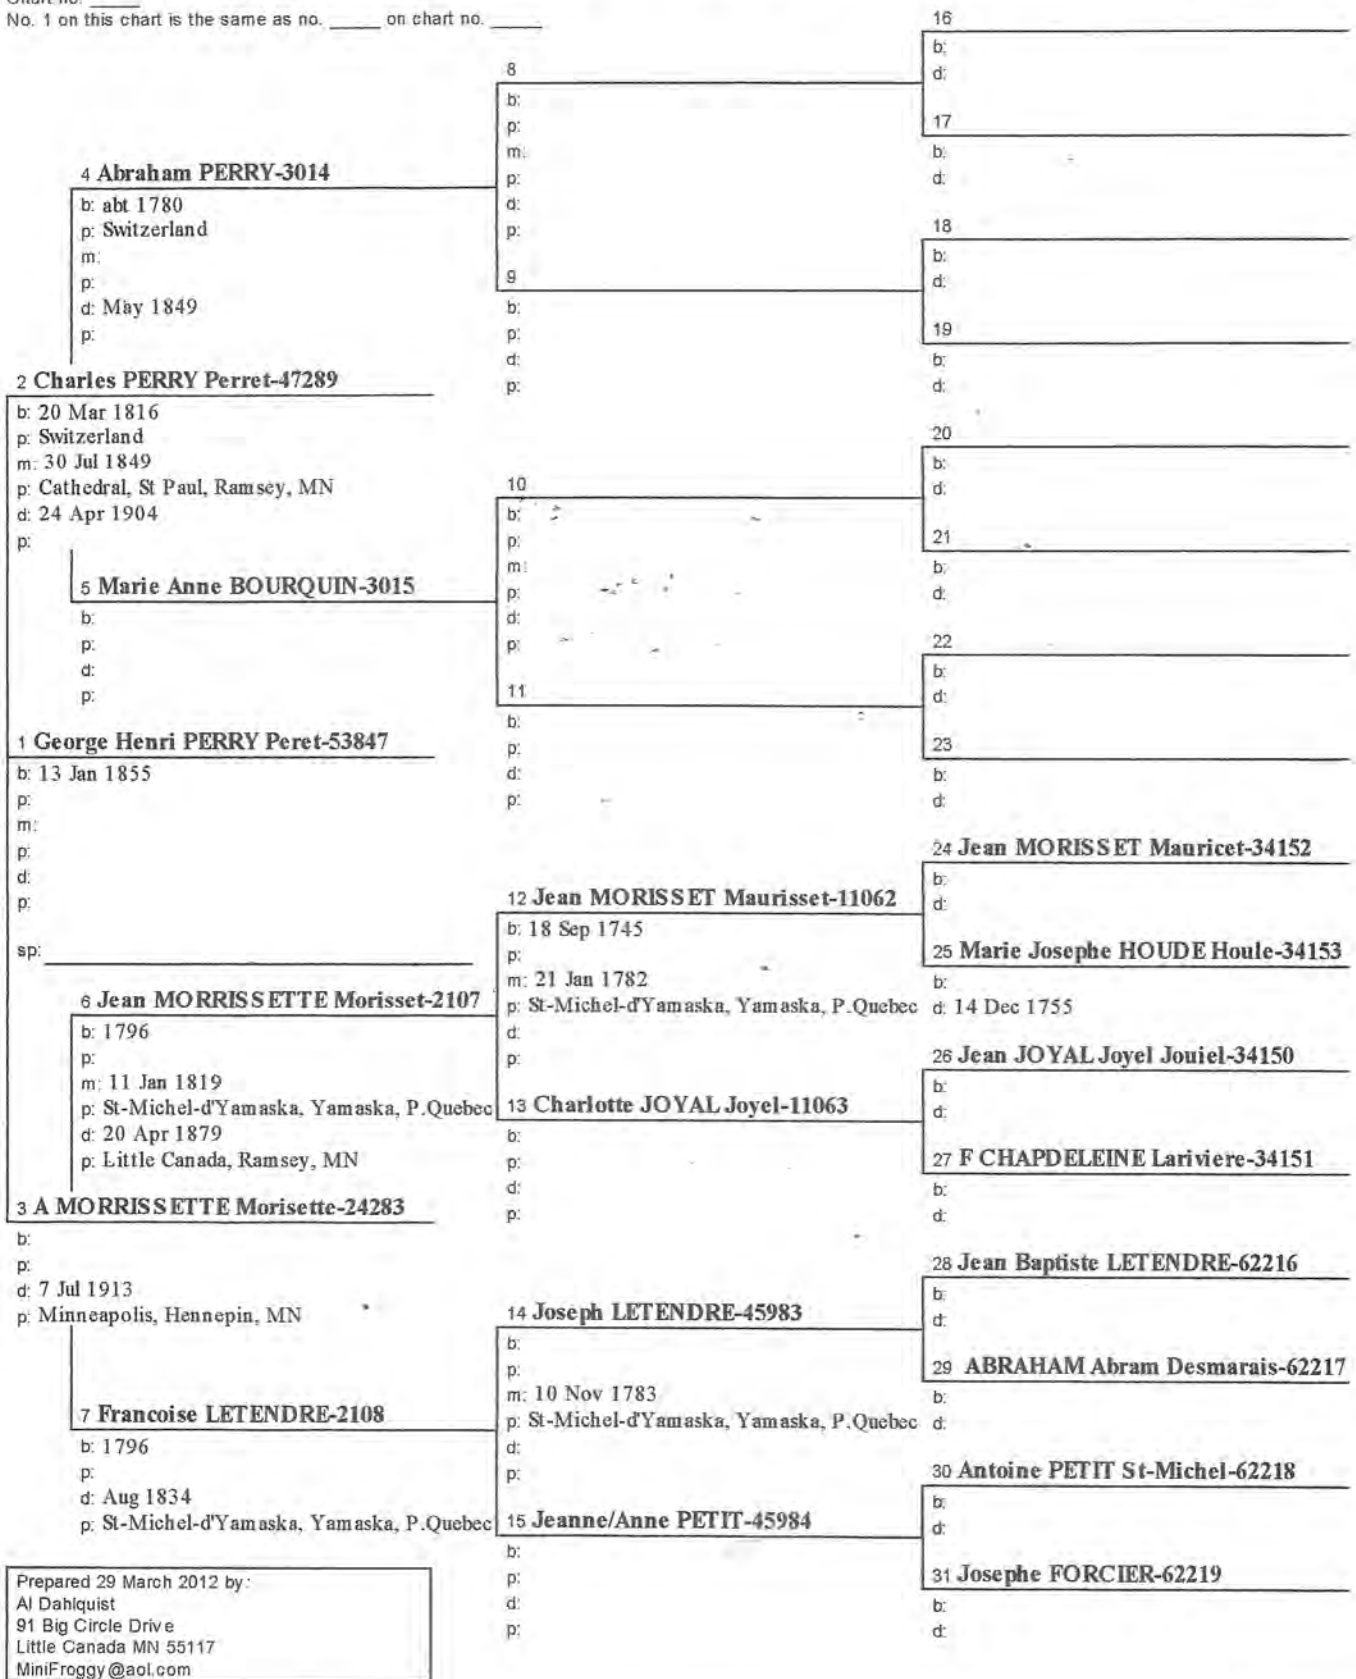 No. 1 on this chart is the same as no. _____ on chart no. _____
4 Abraham PERRY-3014
b: abt 1780
p: Switzerland
m:
p:
d: May 1849
p:
2 Charles PERRY Perret-47289
b: 20 Mar 1816
p: Switzerland
m: 30 Jul 1849
p: Cathedral, St Paul, Ramsey, MN
d: 24 Apr 1904
p:
5 Marie Anne BOURQUIN-3015
b:
p:
d:
p:
1 George Henri PERRY Peret-53847
b: 13 Jan 1855
p:
m:
p:
d:
p:
sp:
6 Jean MORRISSETTE Morisset-2107
b: 1796
p:
m: 11 Jan 1819
p: St-Michel-d'Yamaska, Yamaska, P.Quebec
d: 20 Apr 1879
p: Little Canada, Ramsey, MN
3 A MORRISSETTE Morisette-24283
b:
p:
d: 7 Jul 1913
p: Minneapolis, Hennepin, MN
7 Francoise LETENDRE-2108
b: 1796
p:
d: Aug 1834
p: St-Michel-d'Yamaska, Yamaska, P.Quebec
8
b:
p:
m:
p:
d:
p:
9
b:
p:
d:
p:
10
b:
p:
m:
p:
d:
p:
11
b:
p:
d:
p:
12 Jean MORISSET Maurisset-11062
b: 18 Sep 1745
p:
m: 21 Jan 1782
p: St-Michel-d'Yamaska, Yamaska, P.Quebec
d:
p:
13 Charlotte JOYAL Joyel-11063
b:
p:
d:
p:
14 Joseph LETENDRE-45983
b:
p:
m: 10 Nov 1783
p: St-Michel-d'Yamaska, Yamaska, P.Quebec
d:
p:
15 Jeanne/Anne PETIT-45984
b:
p:
d:
p:
16
b:
d:
17
b:
d:
18
b:
d:
19
b:
d:
20
b:
d:
21
b:
d:
22
b:
d:
23
b:
d:
24 Jean MORISSET Mauricet-34152
b:
d:
25 Marie Josephe HOUDE Houle-34153
b:
d: 14 Dec 1755
26 Jean JOYAL Joyel Jouiel-34150
b:
d:
27 F CHAPDELEINE Lariviere-34151
b:
d:
28 Jean Baptiste LETENDRE-62216
b:
d:
29 ABRAHAM Abram Desmarais-62217
b:
d:
30 Antoine PETIT St-Michel-62218
b:
d:
31 Josephe FORCIER-62219
b:
d:
Prepared 29 March 2012 by:
Al Dahlquist
91 Big Circle Drive
Little Canada MN 55117
MiniFroggy@aol.com